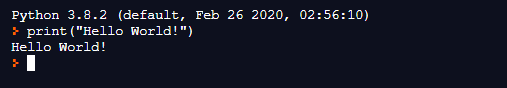 Python 3.8.2 (default, Feb 26 2020, 02:56:10)
> print("Hello World!")
Hello World!
>